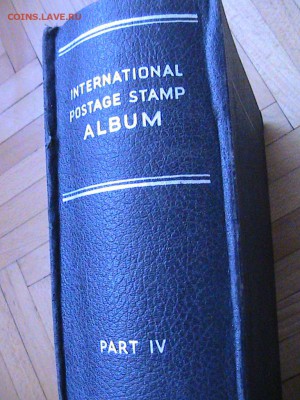 COINS.LAVE.RU
INTERNATIONAL
POSTAGE STAMP
ALBUM
PART IV